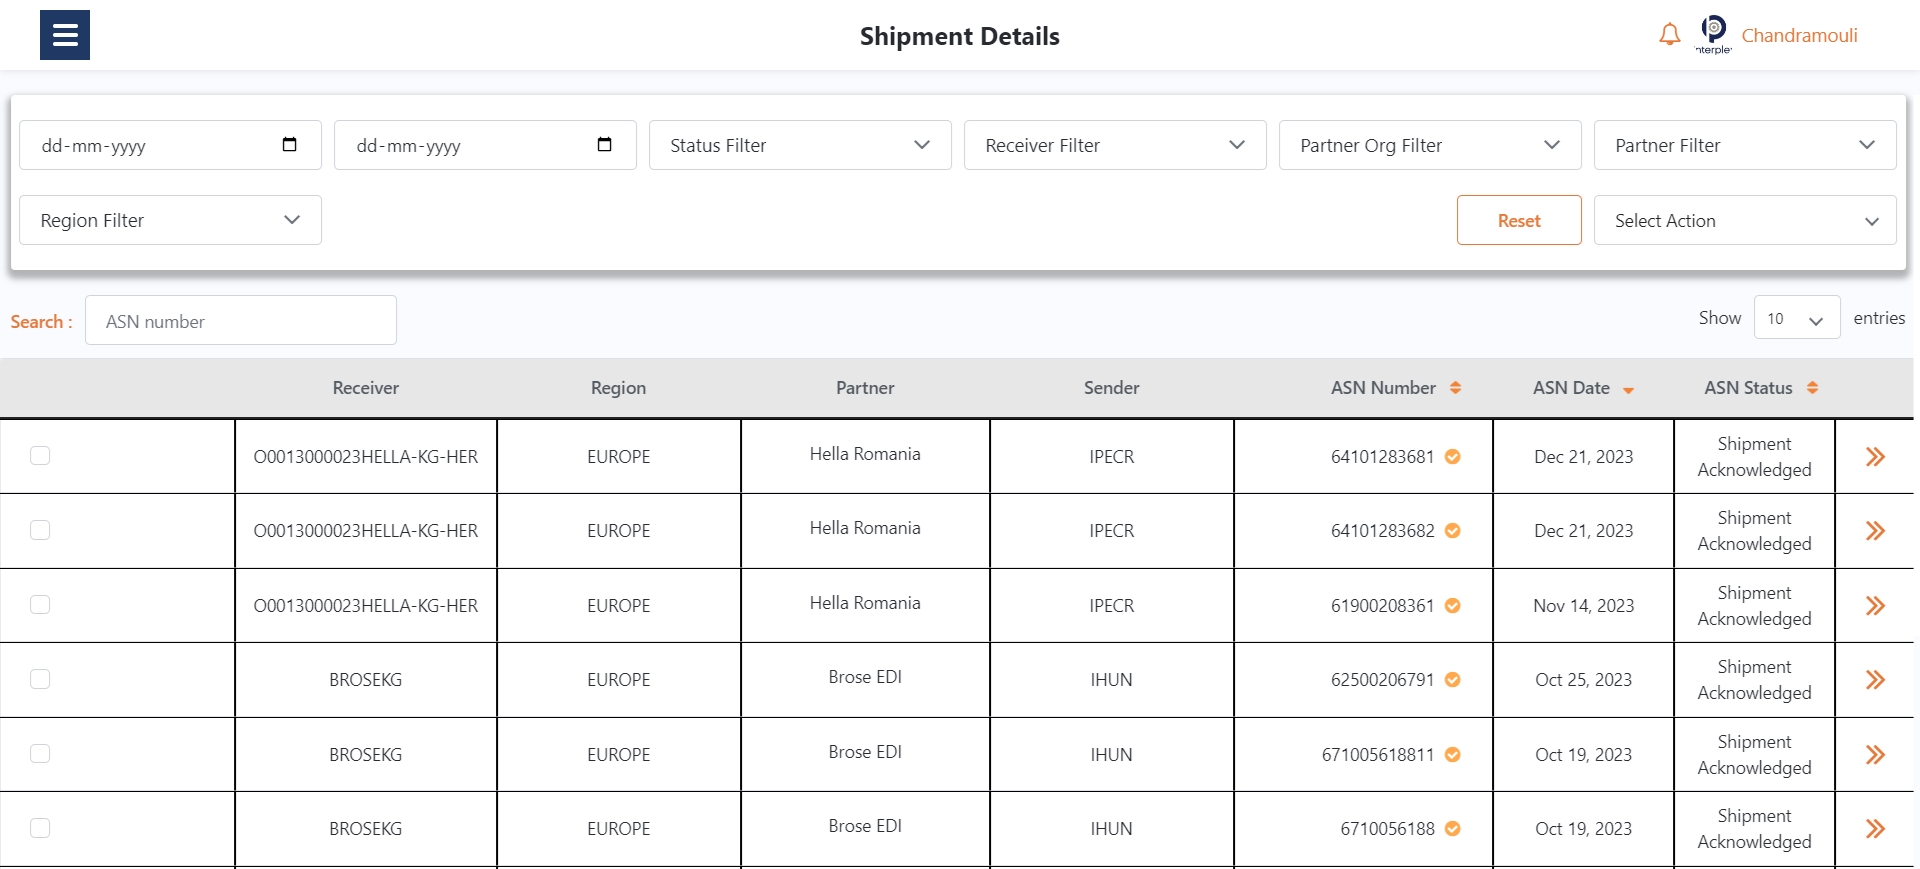 Shipment Details
Chandramouli
dd-mm-yyyy
dd-mm-yyyy
Status Filter
Receiver Filter
Partner Org Filter
Partner Filter
Region Filter
Reset
Select Action
Search :
ASN number
Show
10
entries
Receiver
Region
Partner
Sender
ASN Number
ASN Date
ASN Status
O0013000023HELLA-KG-HER
EUROPE
Hella Romania
IPECR
64101283681
Dec 21, 2023
Shipment
Acknowledged
O0013000023HELLA-KG-HER
EUROPE
Hella Romania
IPECR
64101283682
Dec 21, 2023
Shipment
Acknowledged
O0013000023HELLA-KG-HER
EUROPE
Hella Romania
IPECR
61900208361
Nov 14, 2023
Shipment
Acknowledged
BROSEKG
EUROPE
Brose EDI
IHUN
62500206791
Oct 25, 2023
Shipment
Acknowledged
BROSEKG
EUROPE
Brose EDI
IHUN
671005618811
Oct 19, 2023
Shipment
Acknowledged
BROSEKG
EUROPE
Brose EDI
IHUN
6710056188
Oct 19, 2023
Shipment
Acknowledged